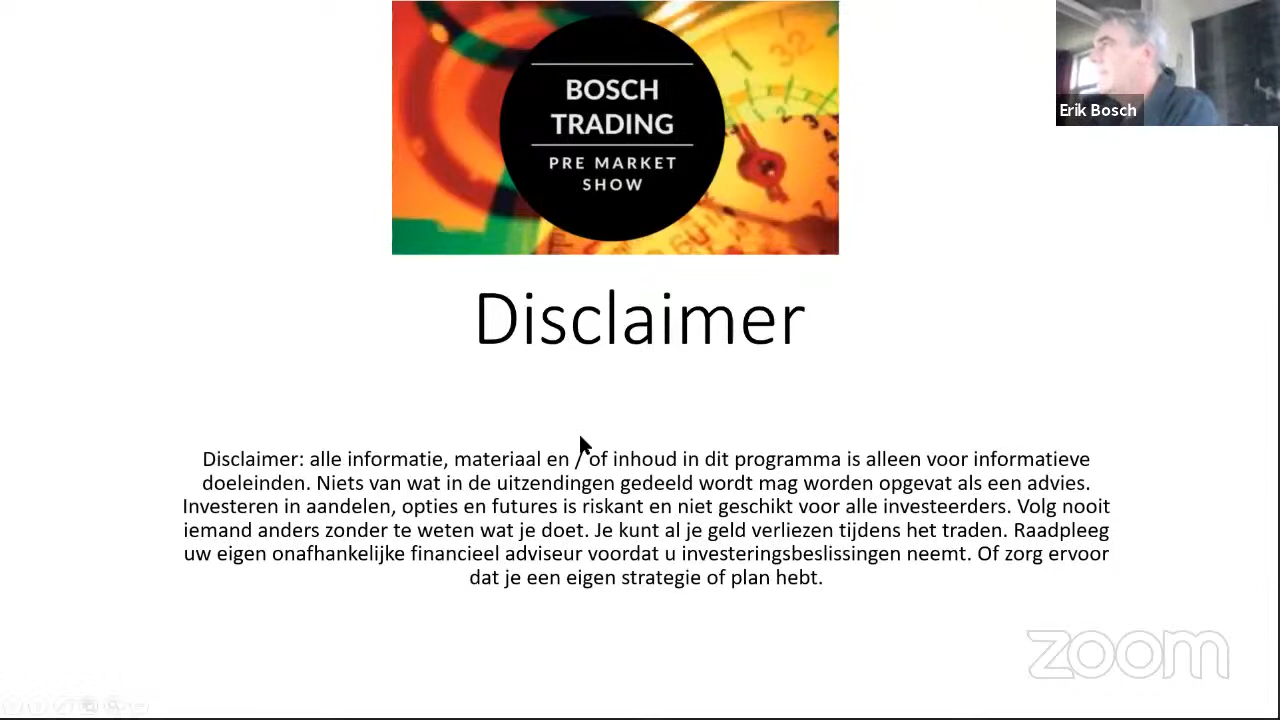 BOSCH
TRADING
PRE MARKET
SHOW
Erik Bosch
Disclaimer
Disclaimer: alle informatie, materiaal en / of inhoud in dit programma is alleen voor informatieve
doeleinden. Niets van wat in de uitzendingen gedeeld wordt mag worden opgevat als een advies.
Investeren in aandelen, opties en futures is riskant en niet geschikt voor alle investeerders. Volg nooit
iemand anders zonder te weten wat je doet. Je kunt al je geld verliezen tijdens het traden. Raadpleeg
uw eigen onafhankelijke financieel adviseur voordat u investeringsbeslissingen neemt. Of zorg ervoor
dat je een eigen strategie of plan hebt.
zoom